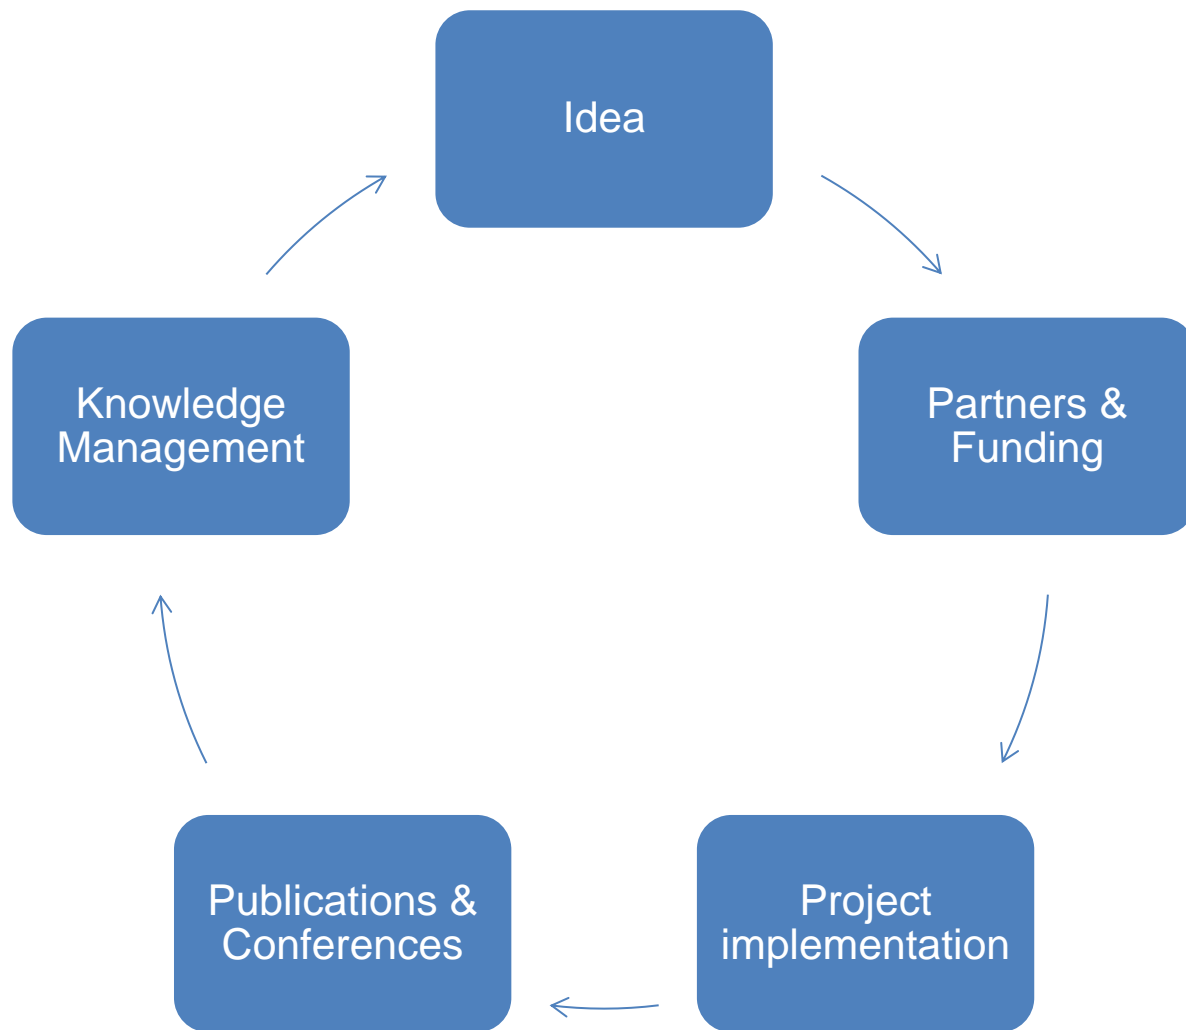 Idea
Partners &
Funding
Project
implementation
Publications &
Conferences
Knowledge
Management